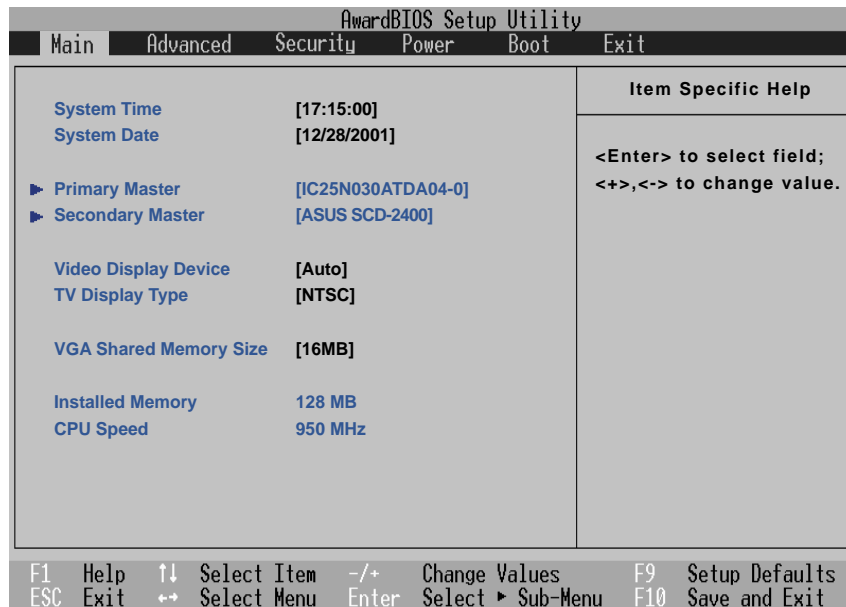 AwardBIOS Setup Utility
Main Advanced Security Power Boot Exit
Item Specific Help
System Time [17:15:00]
System Date [12/28/2001]
<Enter> to select field;
<+>,<-> to change value.
Primary Master [IC25N030ATDA04-0]
Secondary Master [ASUS SCD-2400]
Video Display Device [Auto]
TV Display Type [NTSC]
VGA Shared Memory Size [16MB]
Installed Memory 128 MB
CPU Speed 950 MHz
F1 Help ↑↓ Select Item -/+ Change Values F9 Setup Defaults
ESC Exit ←→ Select Menu Enter Select ▶ Sub-Menu F10 Save and Exit